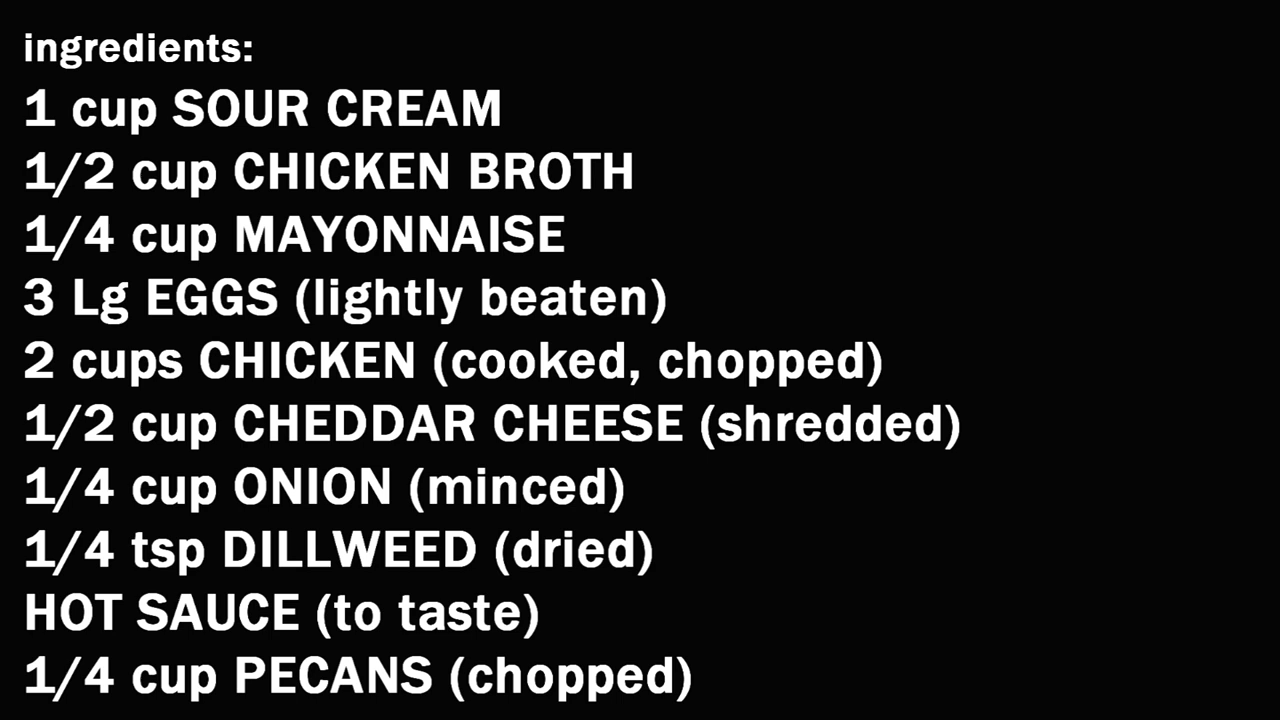 ingredients:
1 cup SOUR CREAM
1/2 cup CHICKEN BROTH
1/4 cup MAYONNAISE
3 Lg EGGS (lightly beaten)
2 cups CHICKEN (cooked, chopped)
1/2 cup CHEDDAR CHEESE (shredded)
1/4 cup ONION (minced)
1/4 tsp DILLWEED (dried)
HOT SAUCE (to taste)
1/4 cup PECANS (chopped)